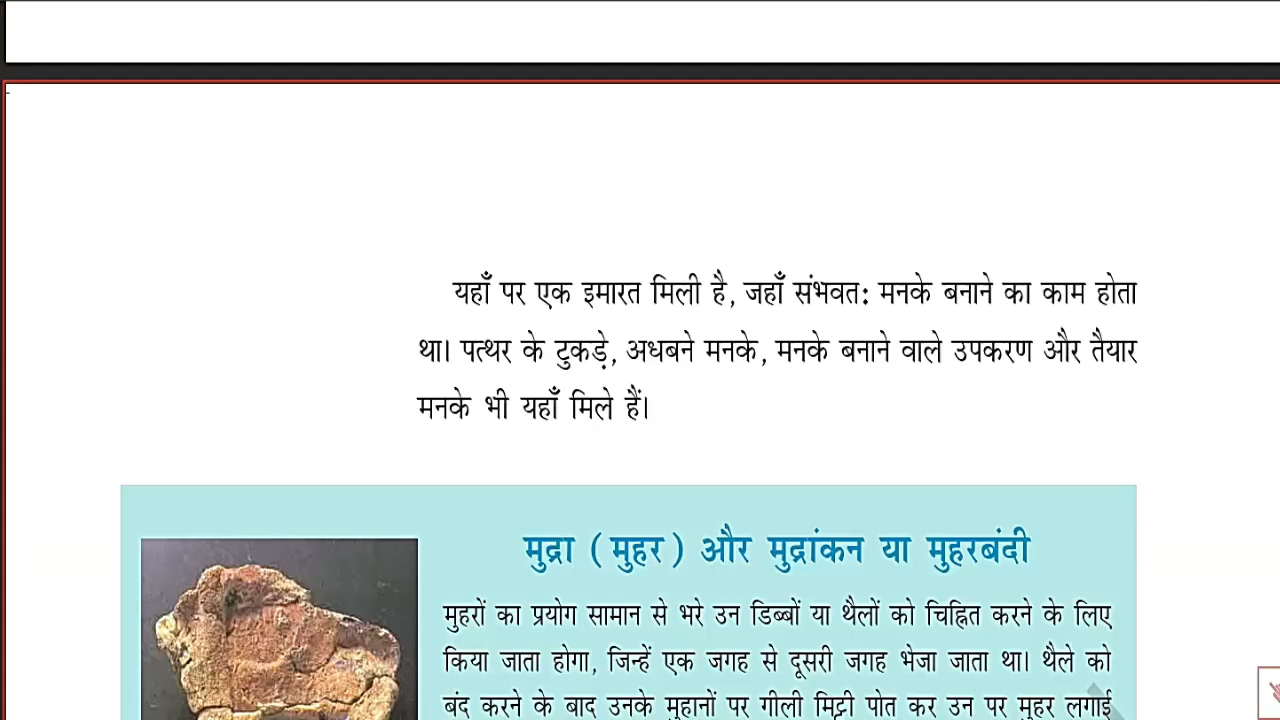 यहाँ पर एक इमारत मिली है, जहाँ संभवत: मनके बनाने का काम होता
था। पत्थर के टुकड़े, अधबने मनके, मनके बनाने वाले उपकरण और तैयार
मनके भी यहाँ मिले हैं।
मुद्रा (मुहर) और मुद्रांकन या मुहरबंदी
मुहरों का प्रयोग सामान से भरे उन डिब्बों या थैलों को चिह्नित करने के लिए
किया जाता होगा, जिन्हें एक जगह से दूसरी जगह भेजा जाता था। थैले को
बंद करने के बाद उनके मुहानों पर गीली मिट्टी पोत कर उन पर मुहर लगाई